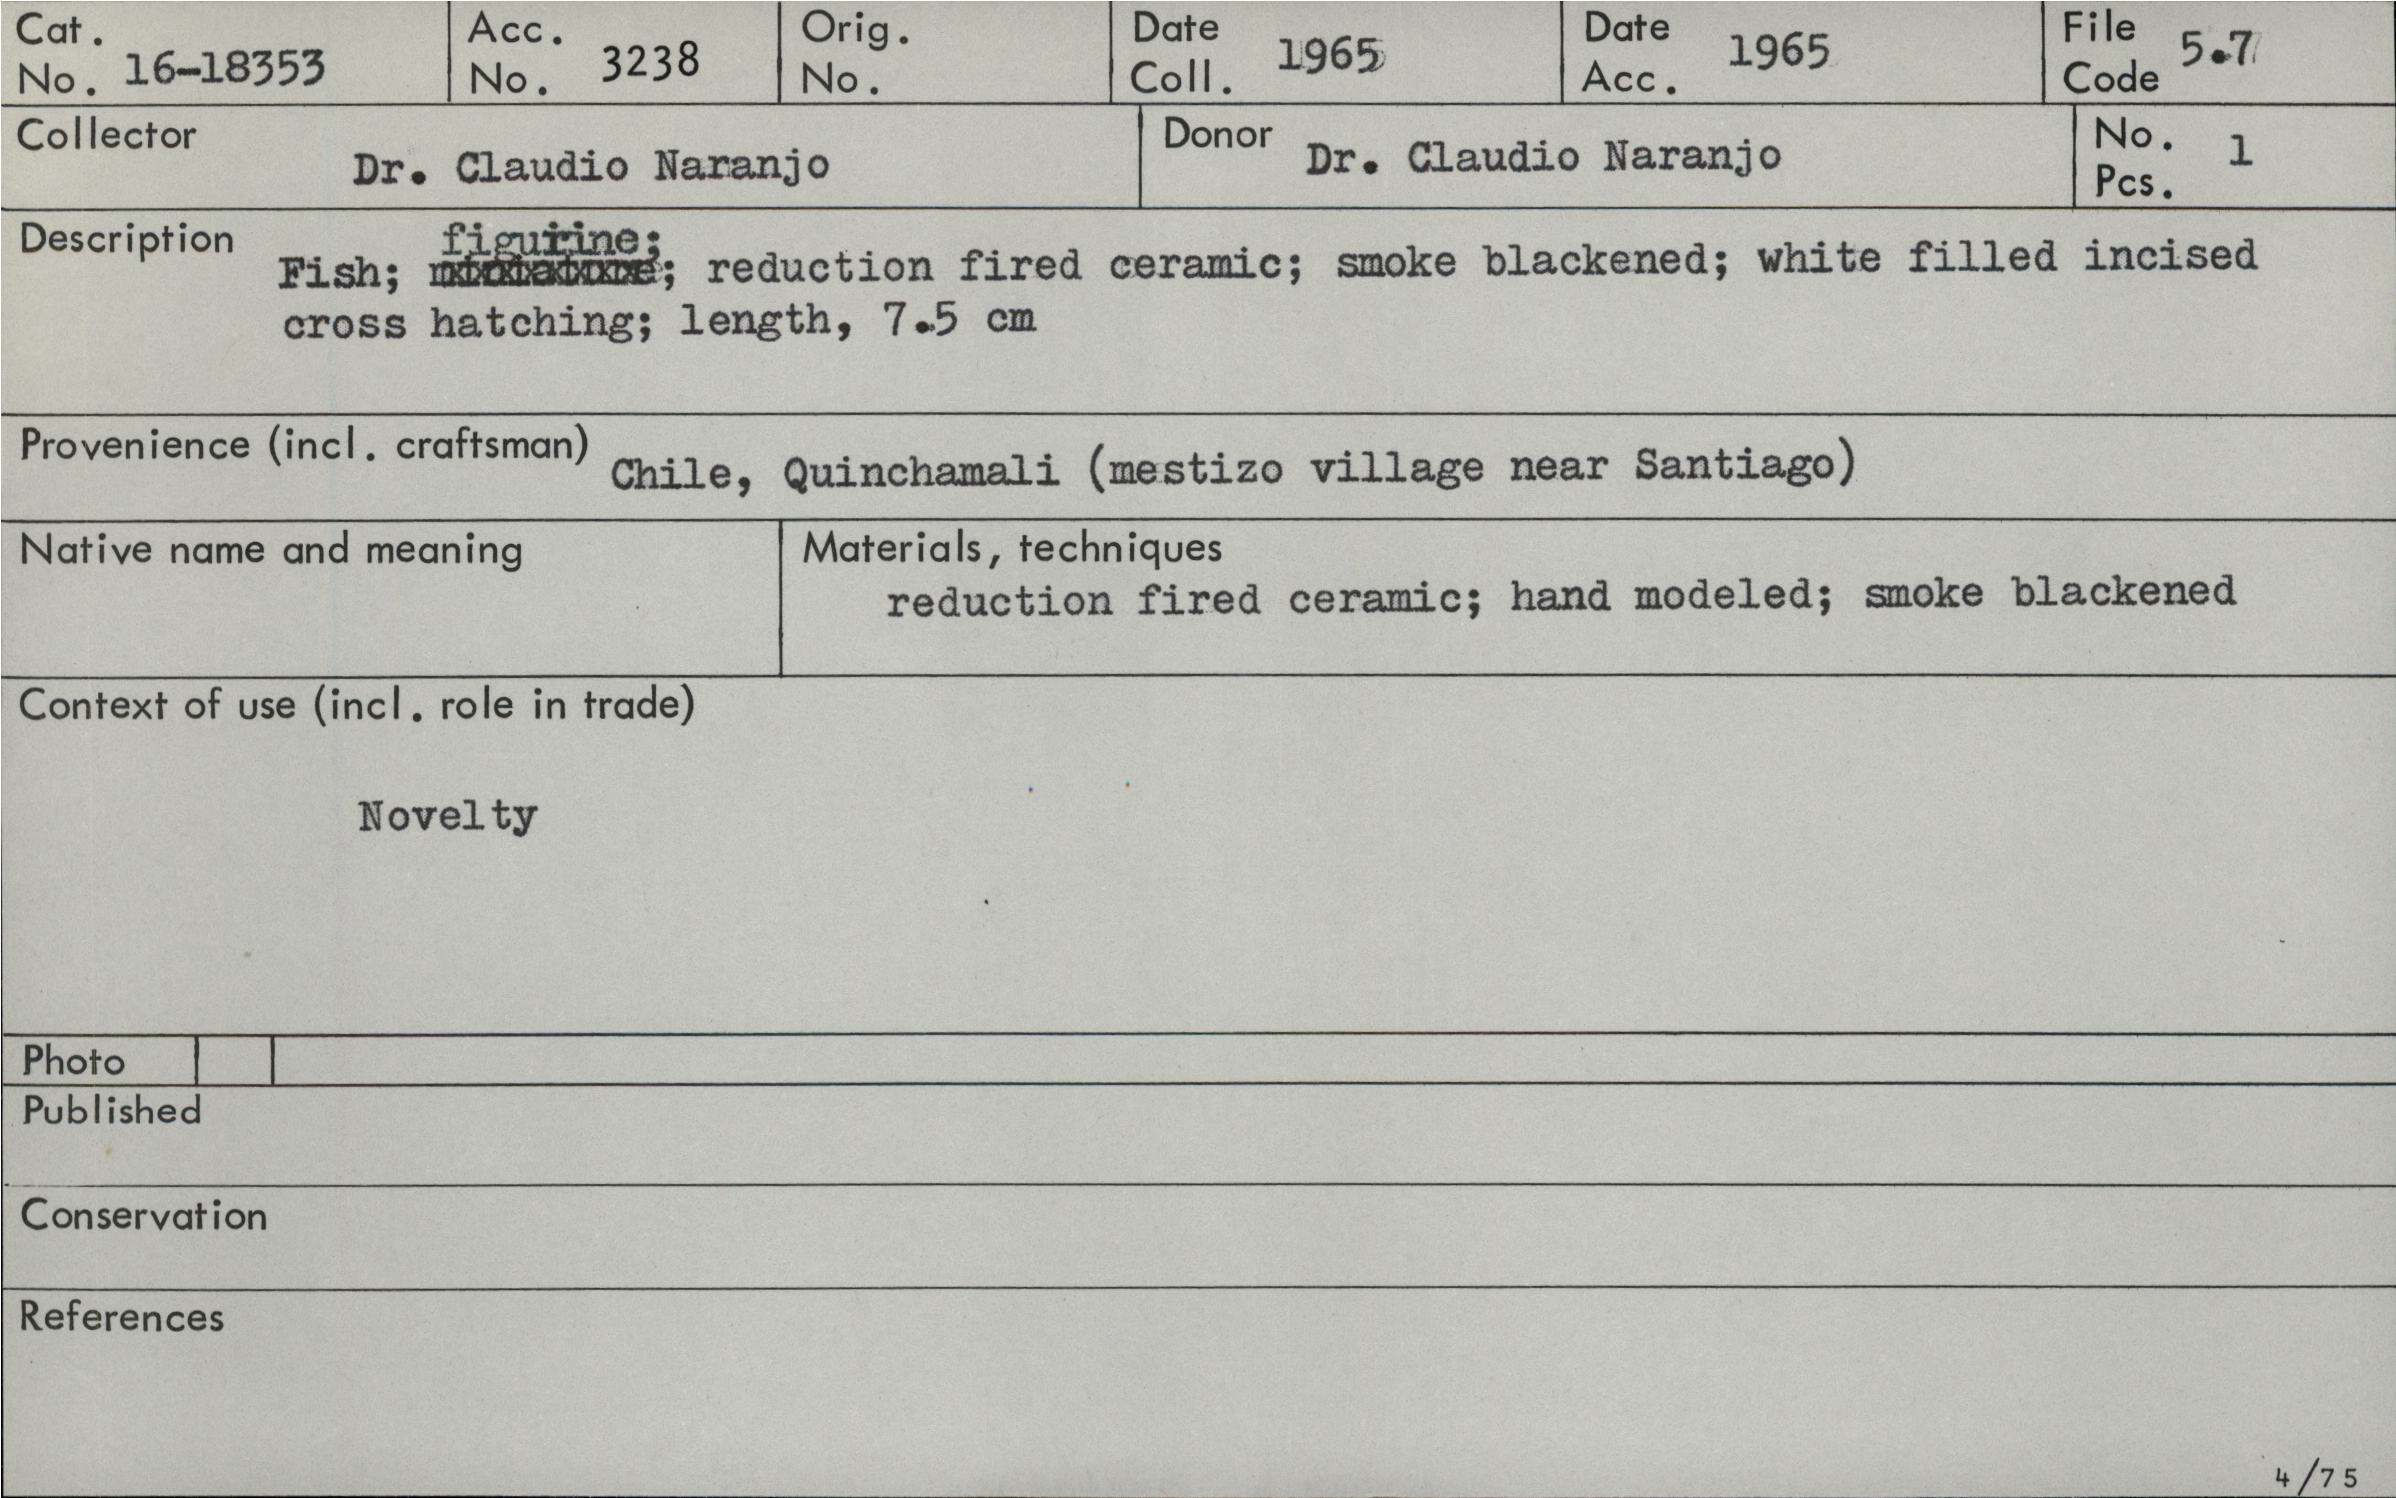 Cat. No. 16-18353
Acc. No. 3238
Orig. No.
Date Coll. 1965
Date Acc. 1965
File Code 5.7
Collector Dr. Claudio Naranjo
Donor Dr. Claudio Naranjo
No. Pcs. 1
Description
figurine;
Fish; miniature; reduction fired ceramic; smoke blackened; white filled incised
cross hatching; length, 7.5 cm
Provenience (incl. craftsman) Chile, Quinchamali (mestizo village near Santiago)
Native name and meaning
Materials, techniques
reduction fired ceramic; hand modeled; smoke blackened
Context of use (incl. role in trade)
Novelty
Photo
Published
Conservation
References
4/75